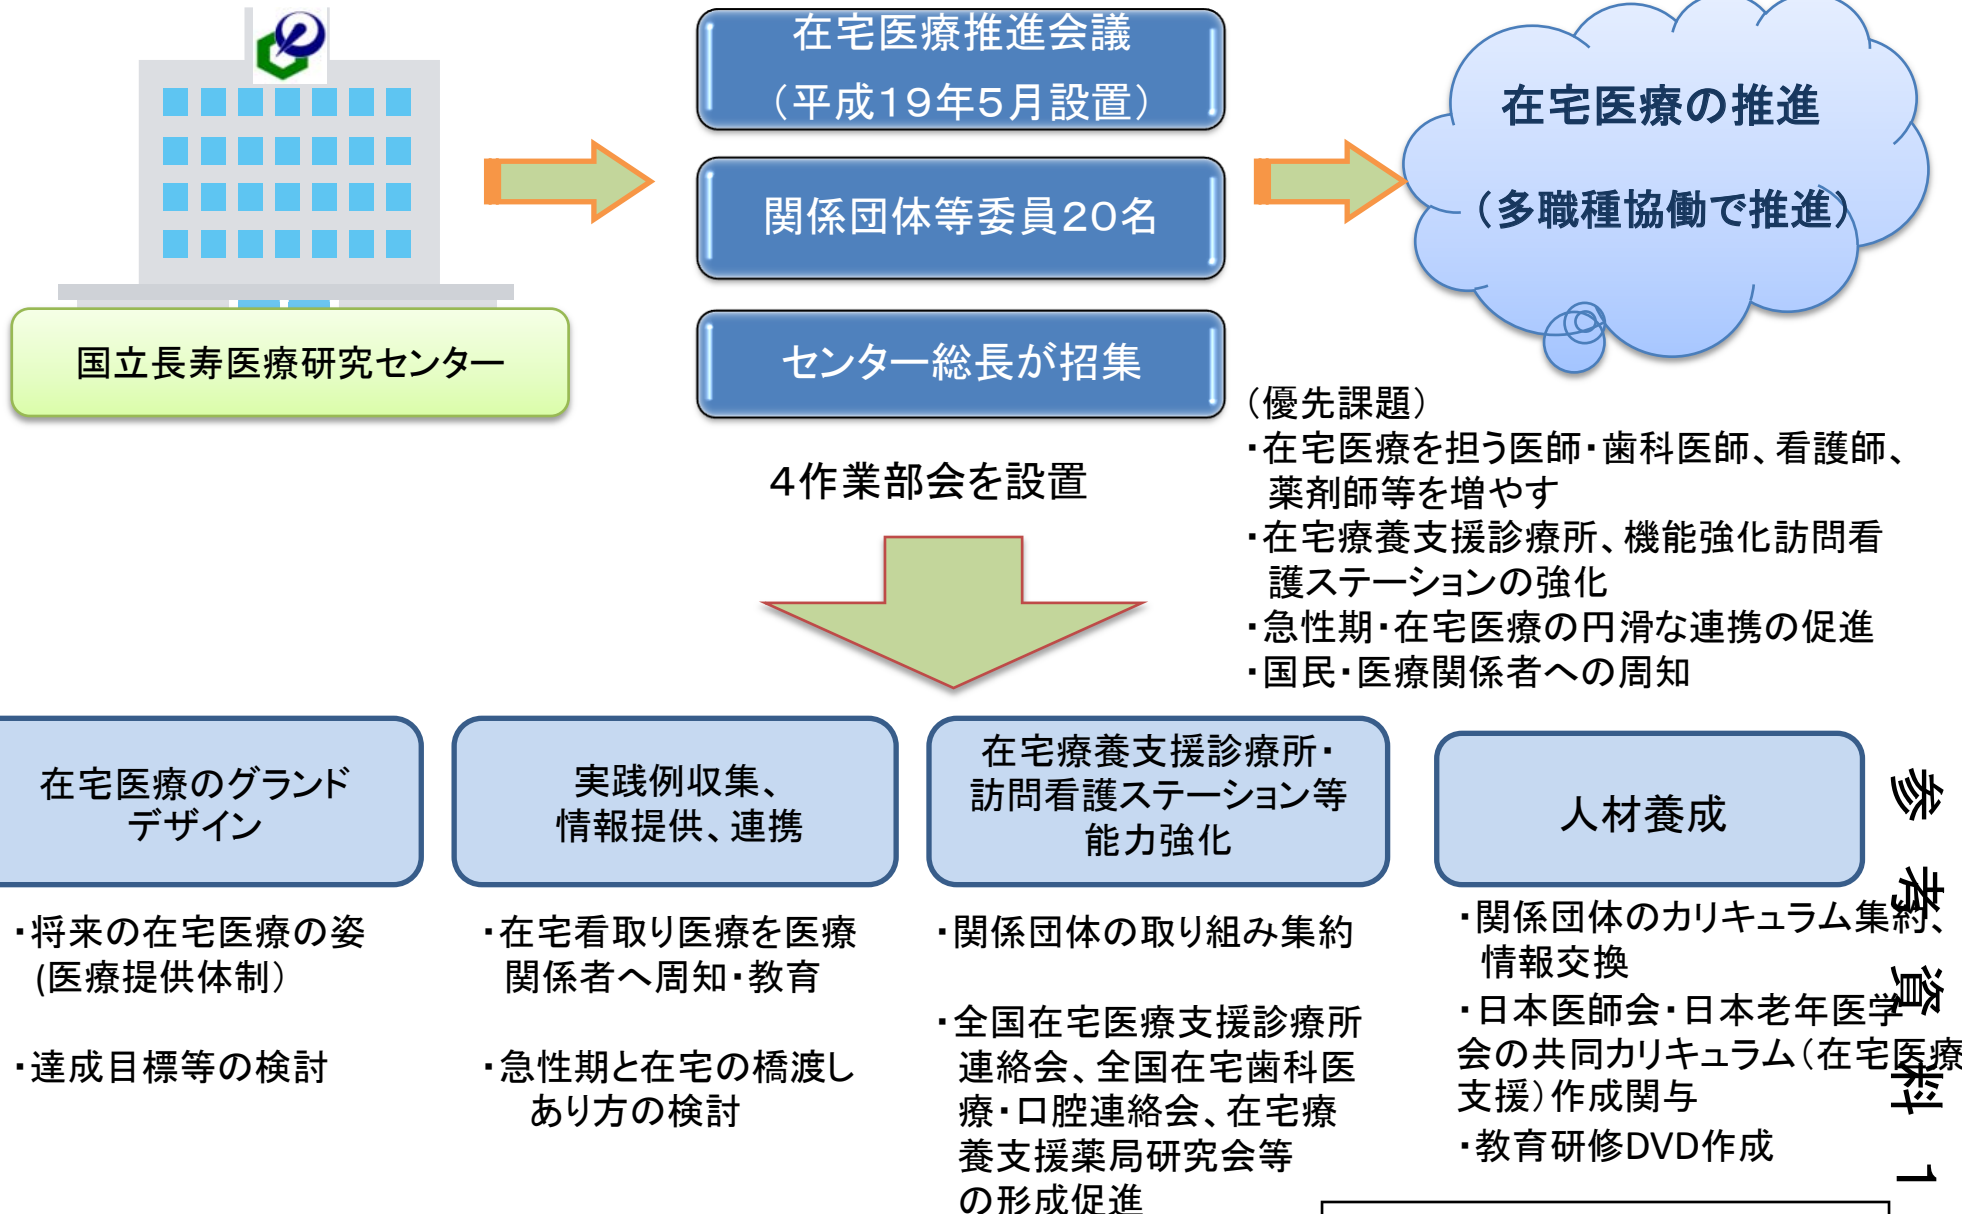 在宅医療推進会議
（平成１９年５月設置）
関係団体等委員２０名
センター総長が招集
国立長寿医療研究センター
在宅医療の推進
（多職種協働で推進）
（優先課題）
・在宅医療を担う医師・歯科医師、看護師、
薬剤師等を増やす
・在宅療養支援診療所、機能強化訪問看
護ステーションの強化
・急性期・在宅医療の円滑な連携の促進
・国民・医療関係者への周知
４作業部会を設置
在宅医療のグランド
デザイン
・将来の在宅医療の姿
(医療提供体制）
・達成目標等の検討
実践例収集、
情報提供、連携
・在宅看取り医療を医療
関係者へ周知・教育
・急性期と在宅の橋渡し
あり方の検討
在宅療養支援診療所・
訪問看護ステーション等
能力強化
・関係団体の取り組み集約
・全国在宅医療支援診療所
連絡会、全国在宅歯科医
療・口腔連絡会、在宅療
養支援薬局研究会等
の形成促進
人材養成
・関係団体のカリキュラム集約、
情報交換
・日本医師会・日本老年医学
会の共同カリキュラム（在宅医療
支援）作成関与
・教育研修DVD作成
参考資料１